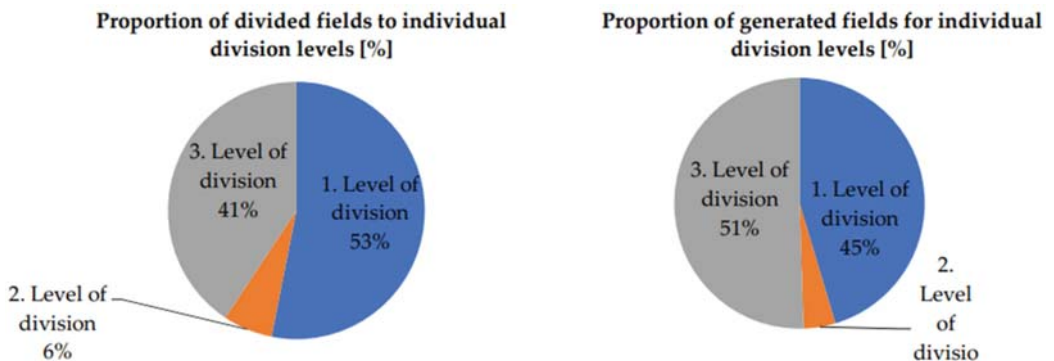 Proportion of divided fields to individual
division levels [%]
3. Level of
division
41%
1. Level of
division
53%
2. Level of
division
6%
Proportion of generated fields for individual
division levels [%]
3. Level of
division
51%
1. Level of
division
45%
2.
Level
of
divisio